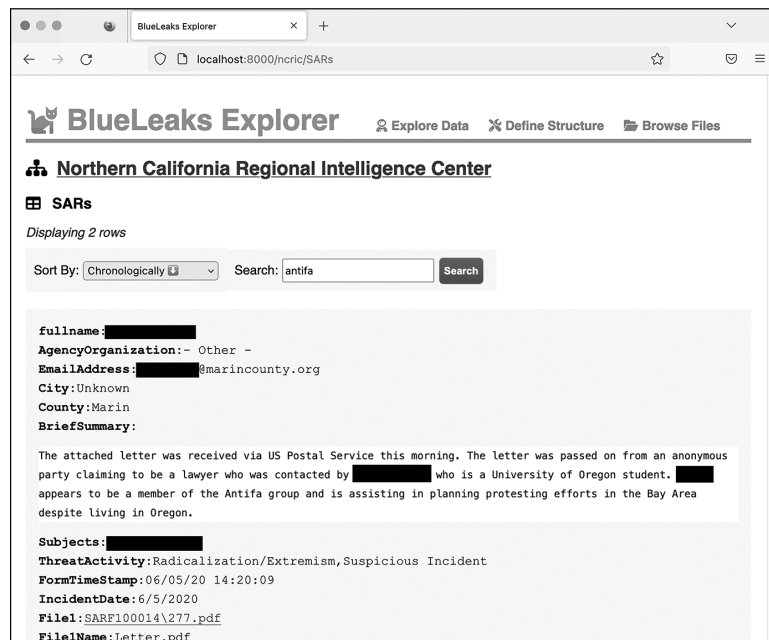 BlueLeaks Explorer
localhost:8000/ncric/SARs
BlueLeaks Explorer Explore Data Define Structure Browse Files
Northern California Regional Intelligence Center
SARs
Displaying 2 rows
Sort By: Chronologically Search: antifa Search
fullname:
AgencyOrganization:- Other -
EmailAddress: @marincounty.org
City:Unknown
County:Marin
BriefSummary:
The attached letter was received via US Postal Service this morning. The letter was passed on from an anonymous
party claiming to be a lawyer who was contacted by who is a University of Oregon student.
appears to be a member of the Antifa group and is assisting in planning protesting efforts in the Bay Area
despite living in Oregon.
Subjects:
ThreatActivity:Radicalization/Extremism,Suspicious Incident
FormTimeStamp:06/05/20 14:20:09
IncidentDate:6/5/2020
File1:SARF100014\277.pdf
File1Name:Letter.pdf